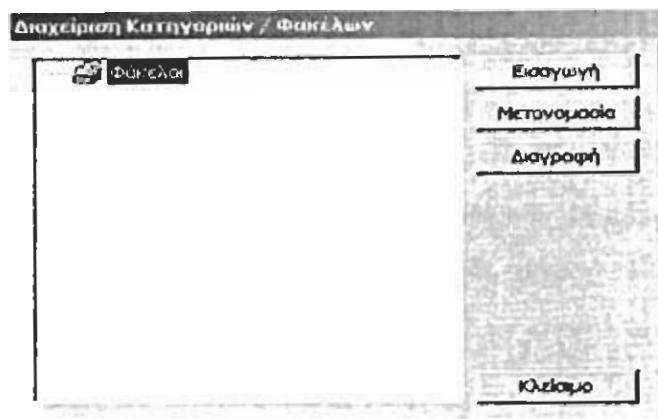 Διαχείριση Κατηγοριών / Φακέλων
Φάκελοι
Εισαγωγή
Μετονομασία
Διαγραφή
Κλείσιμο